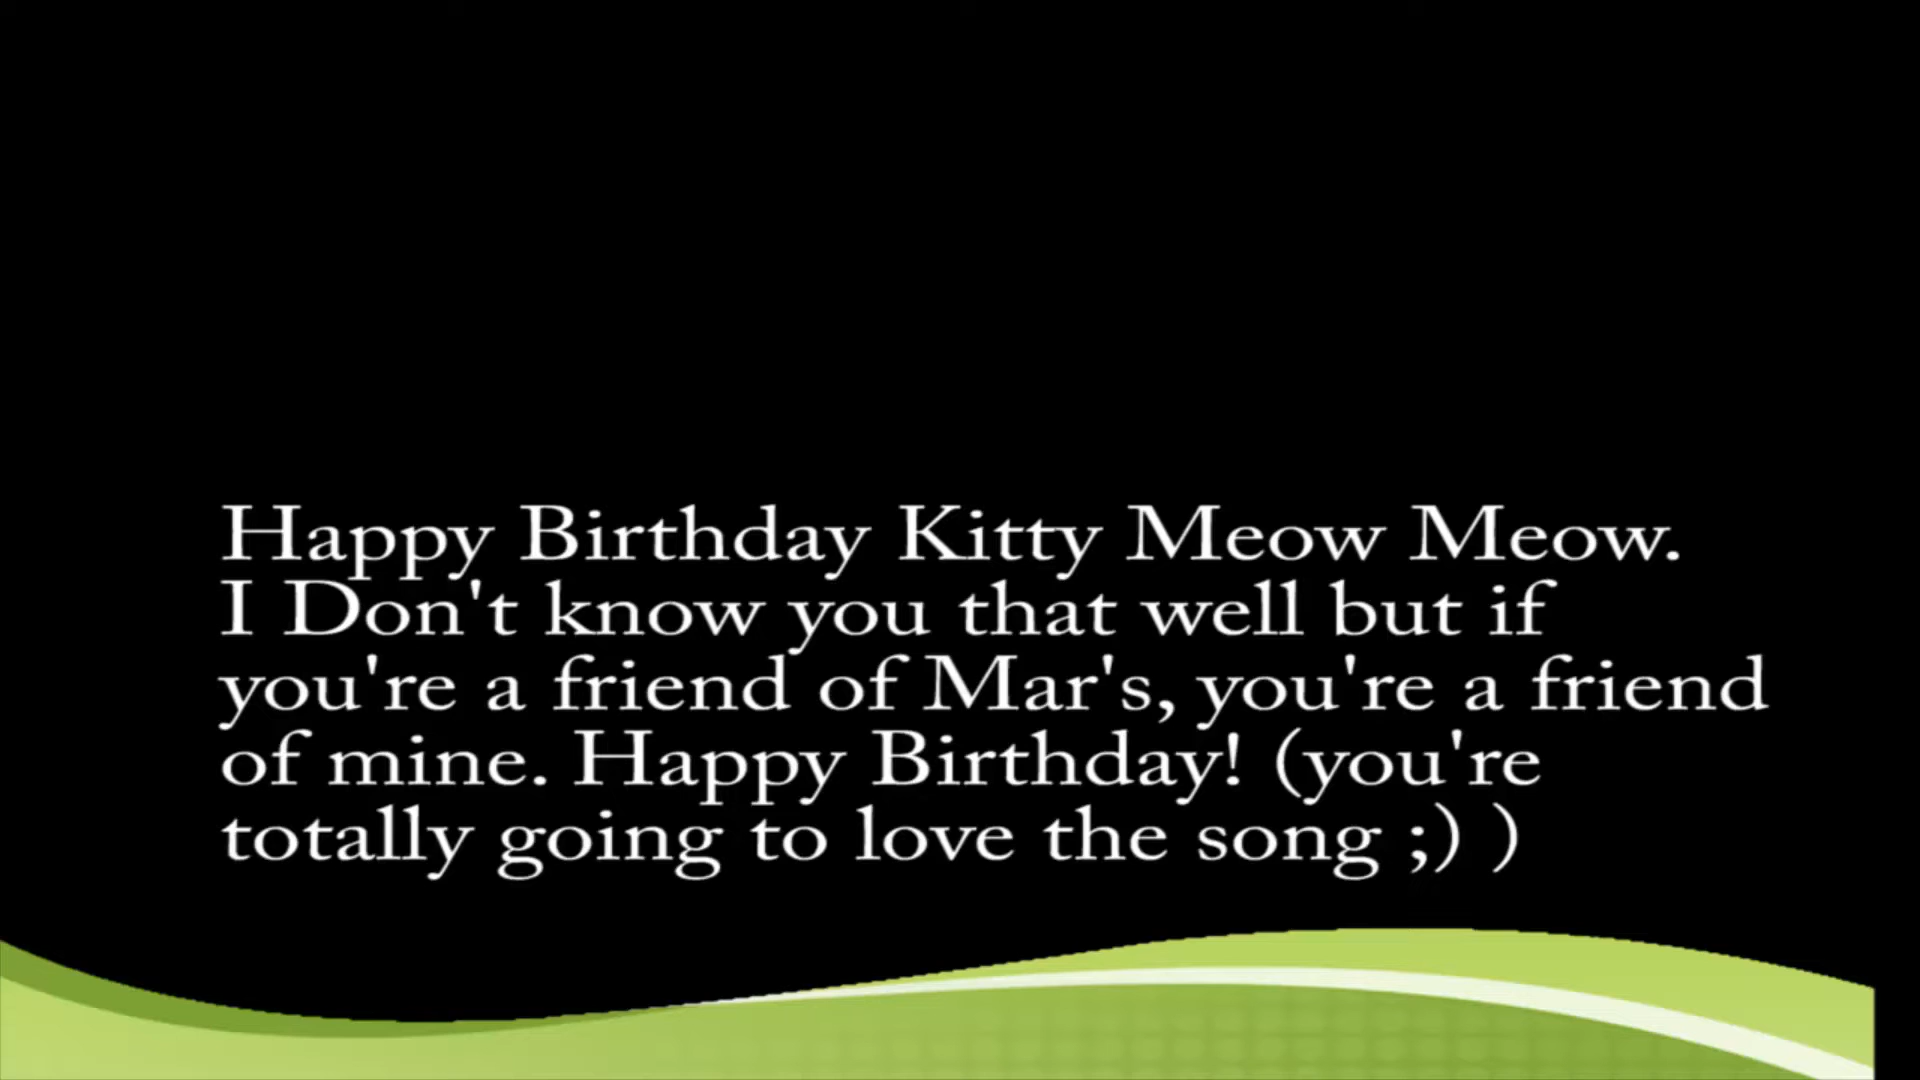 Happy Birthday Kitty Meow Meow.
I Don't know you that well but if
you're a friend of Mar's, you're a friend
of mine. Happy Birthday! (you're
totally going to love the song ;) )